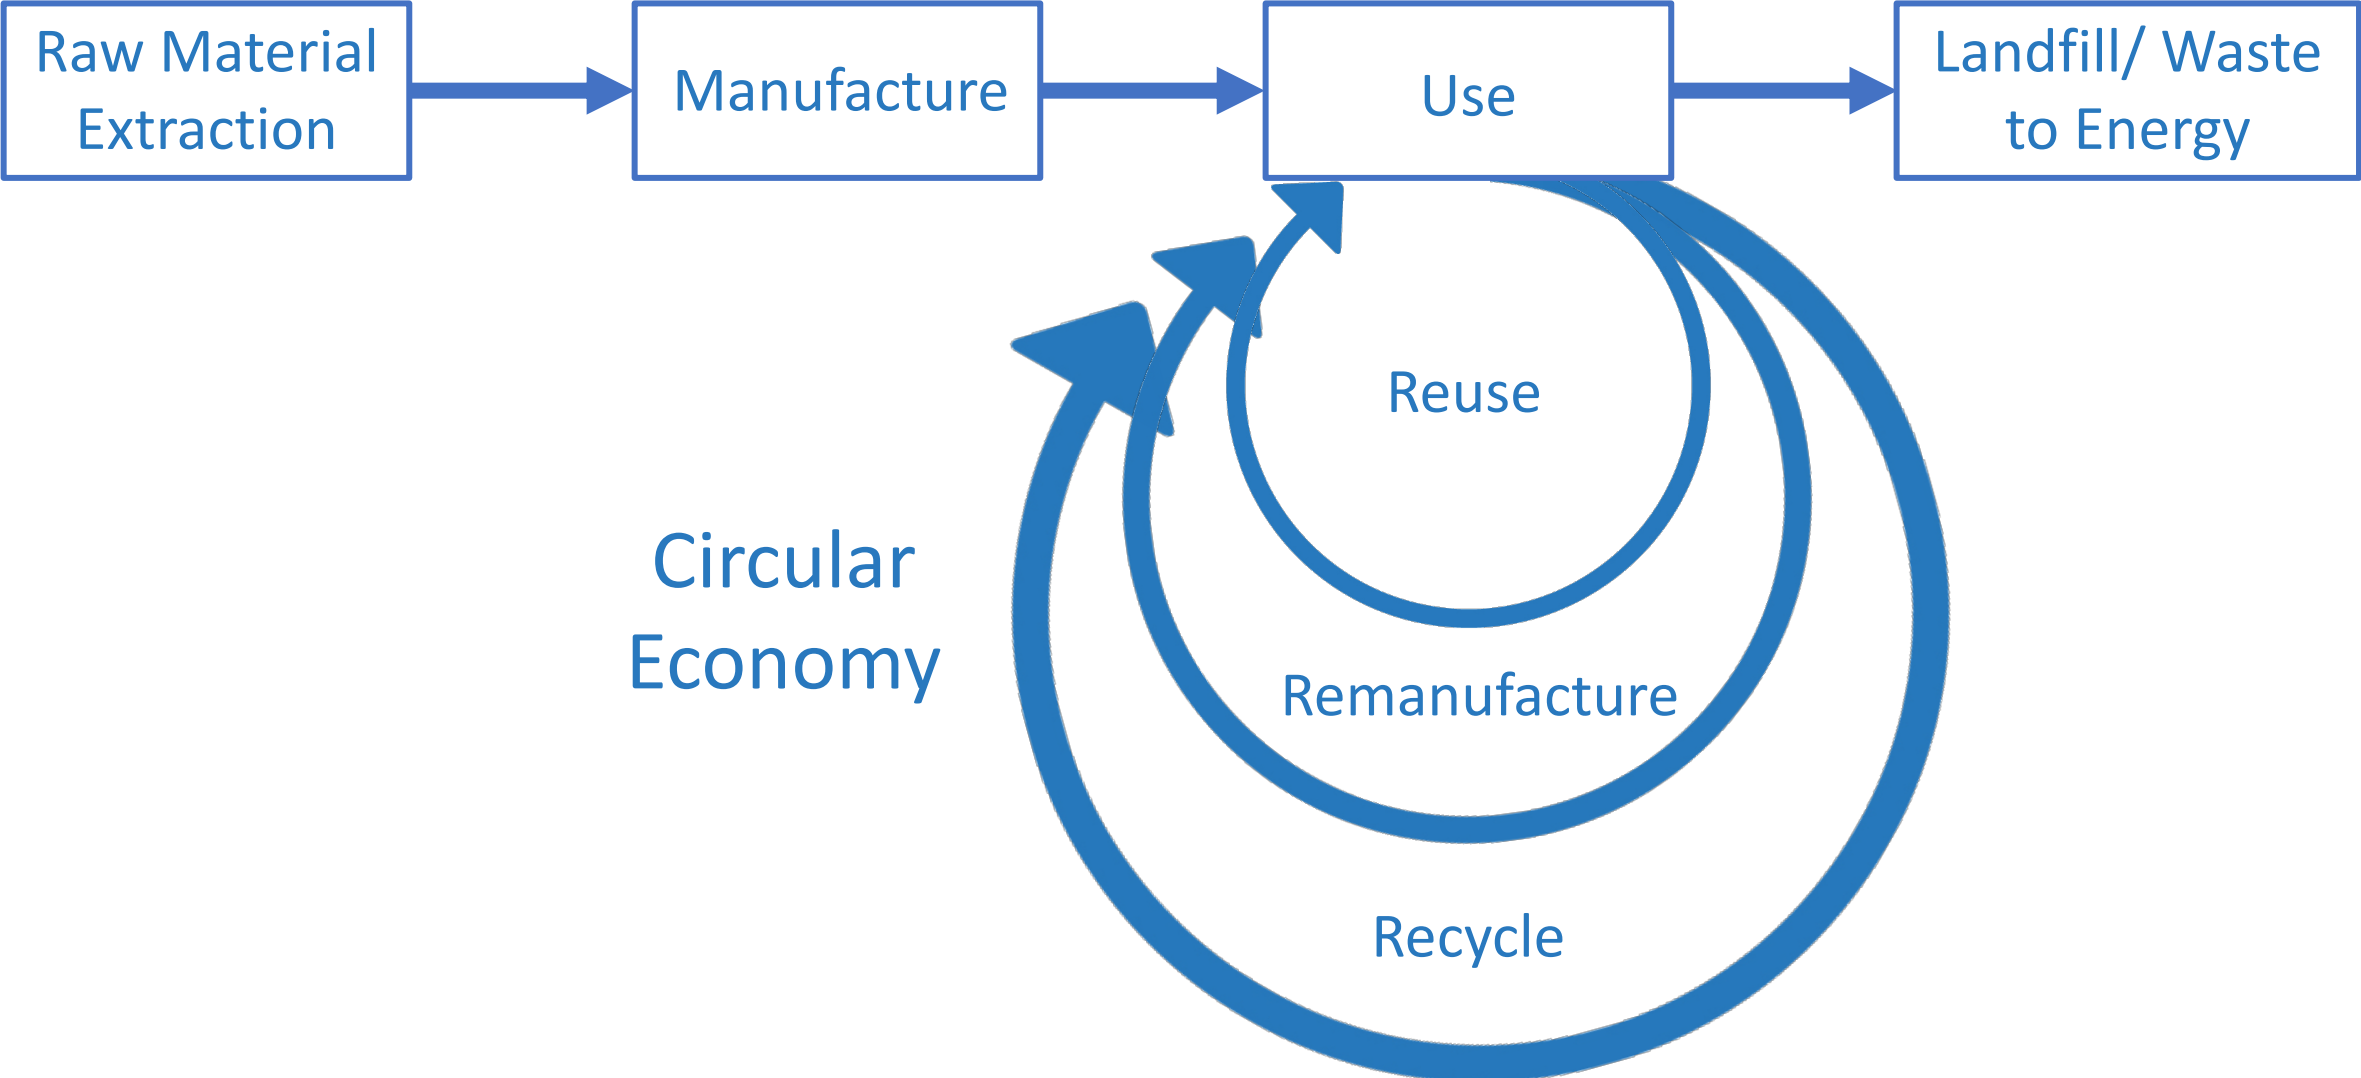 Raw Material
Extraction
Manufacture
Use
Landfill/ Waste
to Energy
Reuse
Circular
Economy
Remanufacture
Recycle